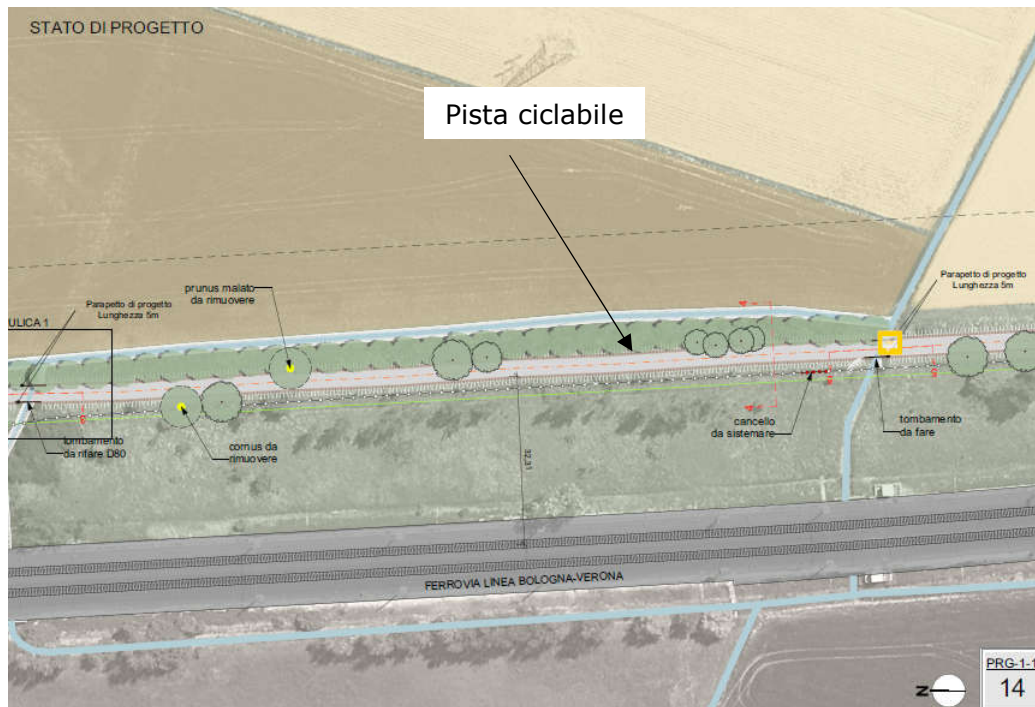 STATO DI PROGETTO
Pista ciclabile
prunus malato
da rimuovere
Parapetto di progetto
Lunghezza 5m
Parapetto di progetto
Lunghezza 5m
ULICA 1
tombamento
da rifare D80
cornus da
rimuovere
cancello
da sistemare
tombamento
da fare
32,31
FERROVIA LINEA BOLOGNA-VERONA
N
PRG-1-1
14